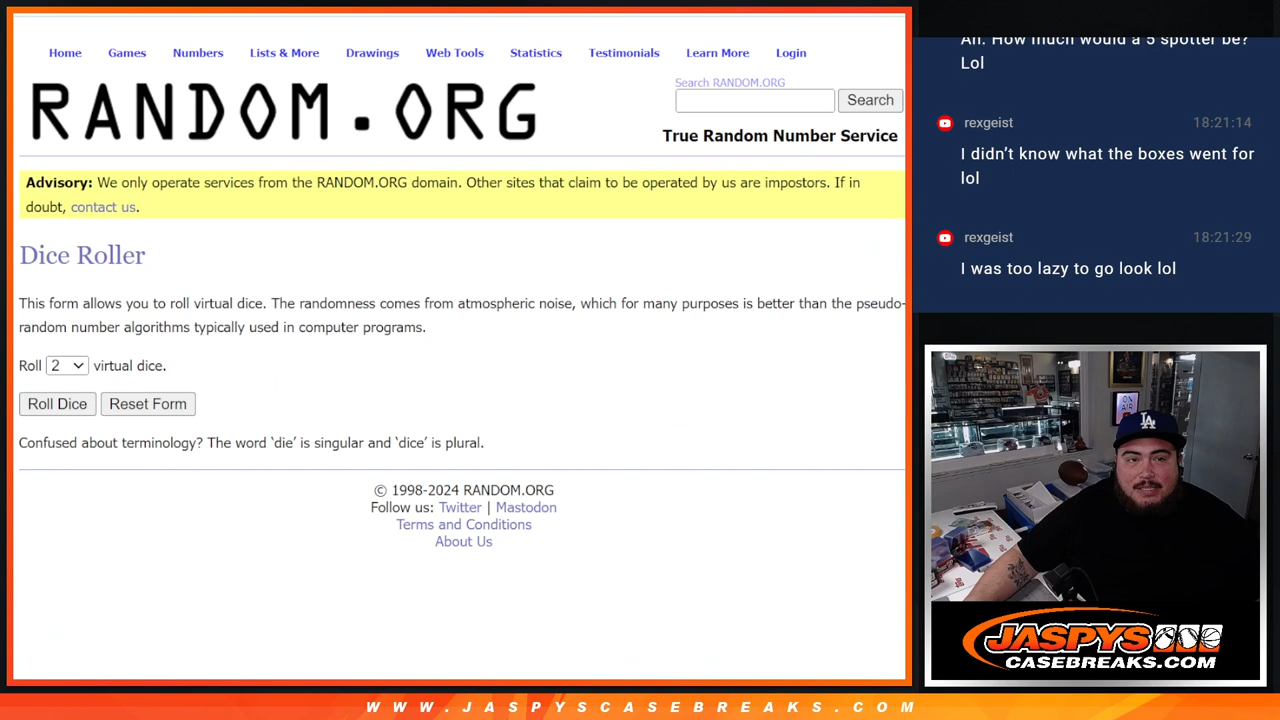 Home Games Numbers Lists & More Drawings Web Tools Statistics Testimonials Learn More Login
RANDOM.ORG
Search RANDOM.ORG
Search
True Random Number Service
Advisory: We only operate services from the RANDOM.ORG domain. Other sites that claim to be operated by us are impostors. If in
doubt, contact us.
Dice Roller
This form allows you to roll virtual dice. The randomness comes from atmospheric noise, which for many purposes is better than the pseudo-
random number algorithms typically used in computer programs.
Roll 2 virtual dice.
Roll Dice Reset Form
Confused about terminology? The word ‘die’ is singular and ‘dice’ is plural.
© 1998-2024 RANDOM.ORG
Follow us: Twitter | Mastodon
Terms and Conditions
About Us
How much would a 5 spotter be?
Lol
rexgeist 18:21:14
I didn’t know what the boxes went for
lol
rexgeist 18:21:29
I was too lazy to go look lol
ON
AIR
LA
JASPYS
CASEBREAKS.COM
WWW.JASPYSCASEBREAKS.COM